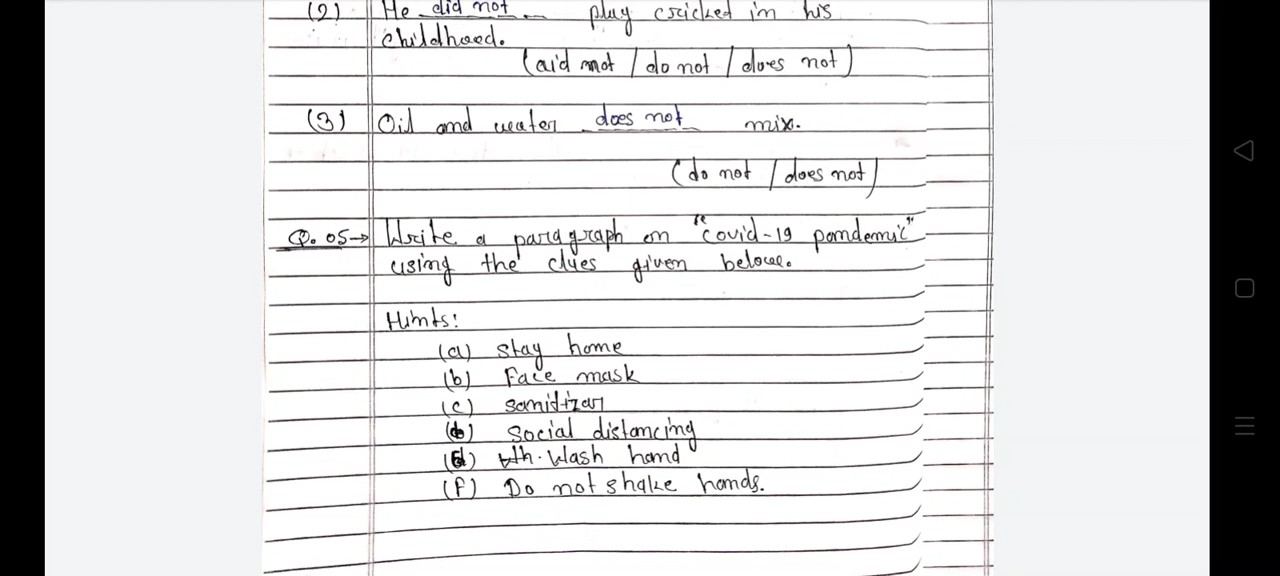 (2) He did not play cricket in his
childhood.
(did not / do not / does not)
(3) Oil and water does not mix.
(do not / does not)
Q. 05→ Write a paragraph on "covid-19 pandemic"
using the clues given below.
Hints:
(a) stay home
(b) Face mask
(c) sanitizar
(d) social distancing
(e) Wash hand
(f) Do not shake hands.